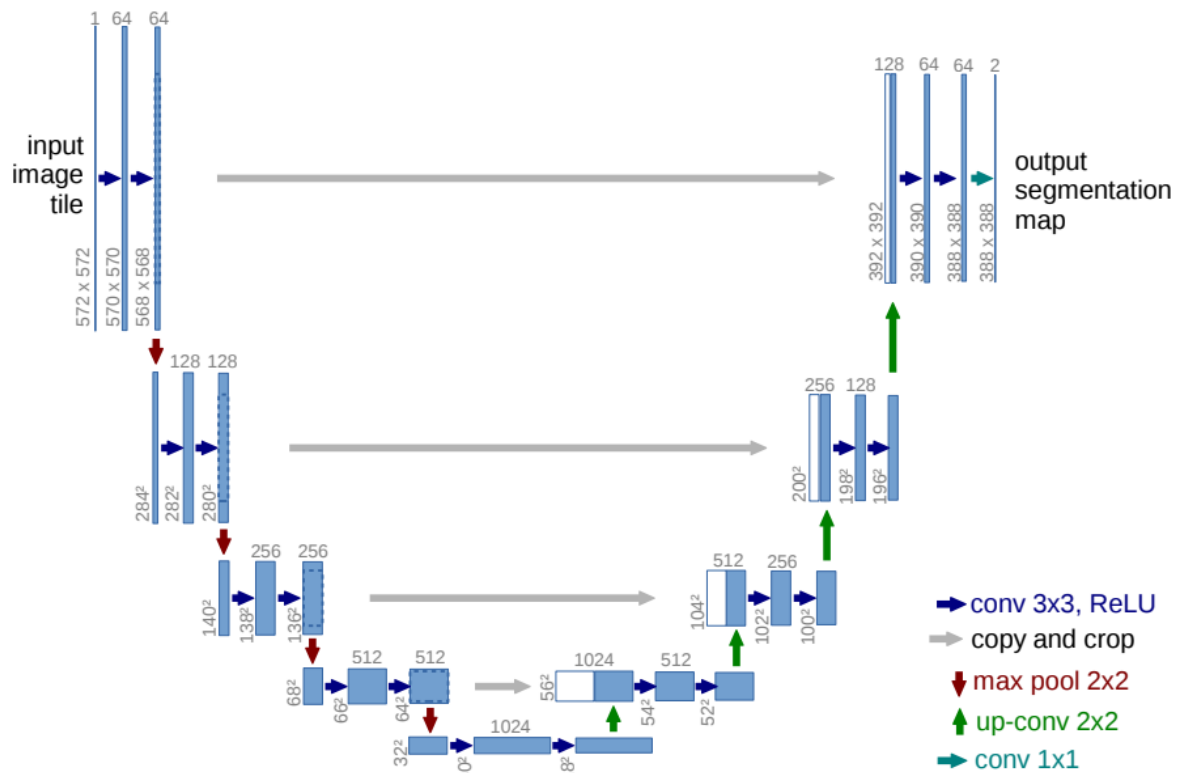 1 64 64
128 64 64 2
input
image
tile
output
segmentation
map
572 x 572
570 x 570
568 x 568
392 x 392
390 x 390
388 x 388
388 x 388
128 128
256 128
284²
282²
280²
200²
198²
196²
256 256
512 256
140²
138²
136²
104²
102²
100²
512 512
1024 512
68²
66²
64²
56²
54²
52²
1024
32²
0²
8²
conv 3x3, ReLU
copy and crop
max pool 2x2
up-conv 2x2
conv 1x1